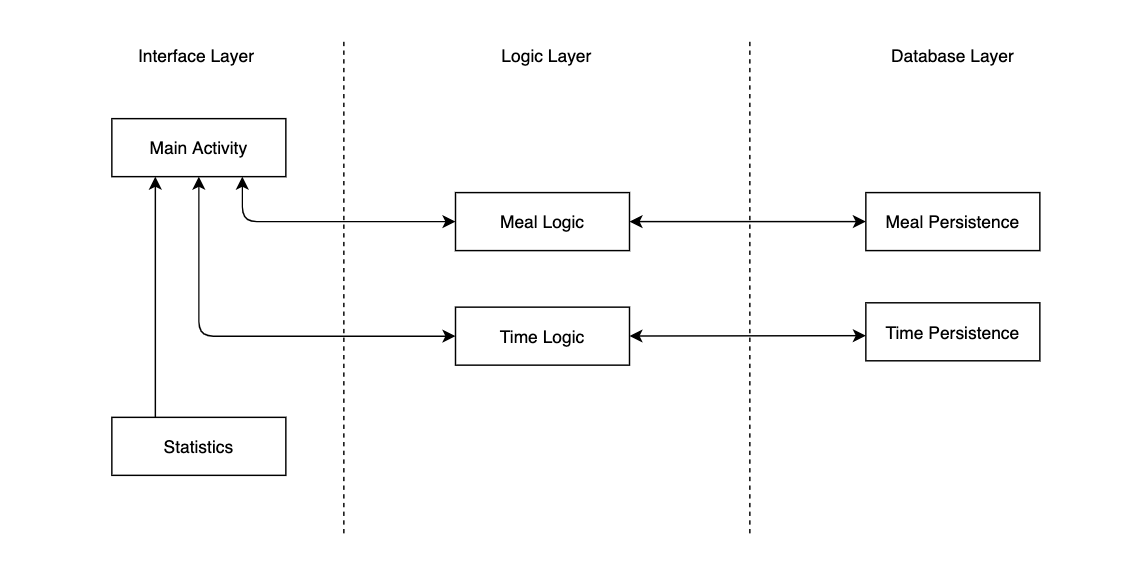 Interface Layer
Logic Layer
Database Layer
Main Activity
Meal Logic
Meal Persistence
Time Logic
Time Persistence
Statistics